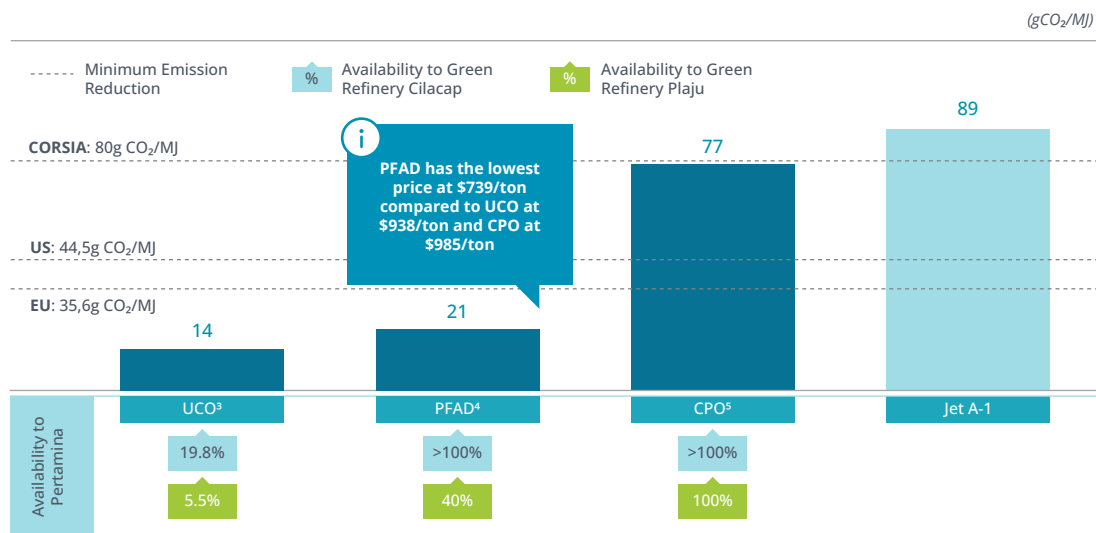 (gCO₂/MJ)
Minimum Emission
Reduction
%
Availability to Green
Refinery Cilacap
%
Availability to Green
Refinery Plaju
89
CORSIA: 80g CO₂/MJ
77
PFAD has the lowest
price at $739/ton
compared to UCO at
$938/ton and CPO at
$985/ton
US: 44,5g CO₂/MJ
EU: 35,6g CO₂/MJ
21
14
UCO³
PFAD⁴
CPO⁵
Jet A-1
Availability to
Pertamina
19.8%
>100%
>100%
5.5%
40%
100%